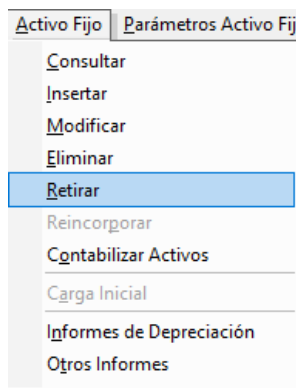 Activo Fijo Parámetros Activo Fij
Consultar
Insertar
Modificar
Eliminar
Retirar
Reincorporar
Contabilizar Activos
Carga Inicial
Informes de Depreciación
Otros Informes